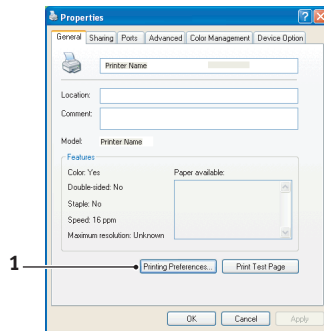 Properties
General Sharing Ports Advanced Color Management Device Option
Printer Name
Location:
Comment:
Model: Printer Name
Features
Color: Yes Paper available:
Double-sided: No
Staple: No
Speed: 16 ppm
Maximum resolution: Unknown
1 Printing Preferences... Print Test Page
OK Cancel Apply